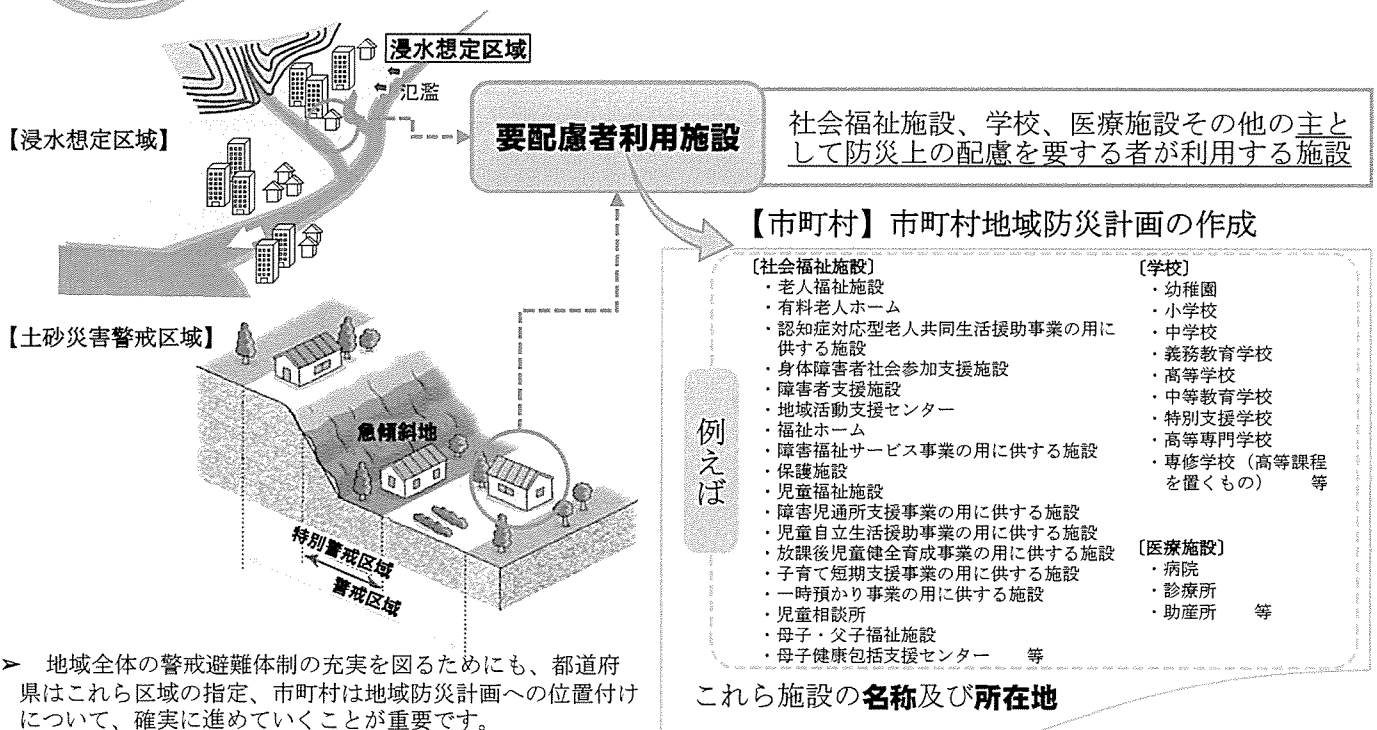 浸水想定区域
氾濫
【浸水想定区域】
要配慮者利用施設
社会福祉施設、学校、医療施設その他の主と
して防災上の配慮を要する者が利用する施設
【市町村】市町村地域防災計画の作成
【土砂災害警戒区域】
急傾斜地
特別警戒区域
警戒区域
例えば
〔社会福祉施設〕
・老人福祉施設
・有料老人ホーム
・認知症対応型老人共同生活援助事業の用に
供する施設
・身体障害者社会参加支援施設
・障害者支援施設
・地域活動支援センター
・福祉ホーム
・障害福祉サービス事業の用に供する施設
・保護施設
・児童福祉施設
・障害児通所支援事業の用に供する施設
・児童自立生活援助事業の用に供する施設
・放課後児童健全育成事業の用に供する施設
・子育て短期支援事業の用に供する施設
・一時預かり事業の用に供する施設
・児童相談所
・母子・父子福祉施設
・母子健康包括支援センター 等
〔学校〕
・幼稚園
・小学校
・中学校
・義務教育学校
・高等学校
・中等教育学校
・特別支援学校
・高等専門学校
・専修学校（高等課程
を置くもの） 等
〔医療施設〕
・病院
・診療所
・助産所 等
➤ 地域全体の警戒避難体制の充実を図るためにも、都道府
県はこれら区域の指定、市町村は地域防災計画への位置付け
について、確実に進めていくことが重要です。
これら施設の名称及び所在地